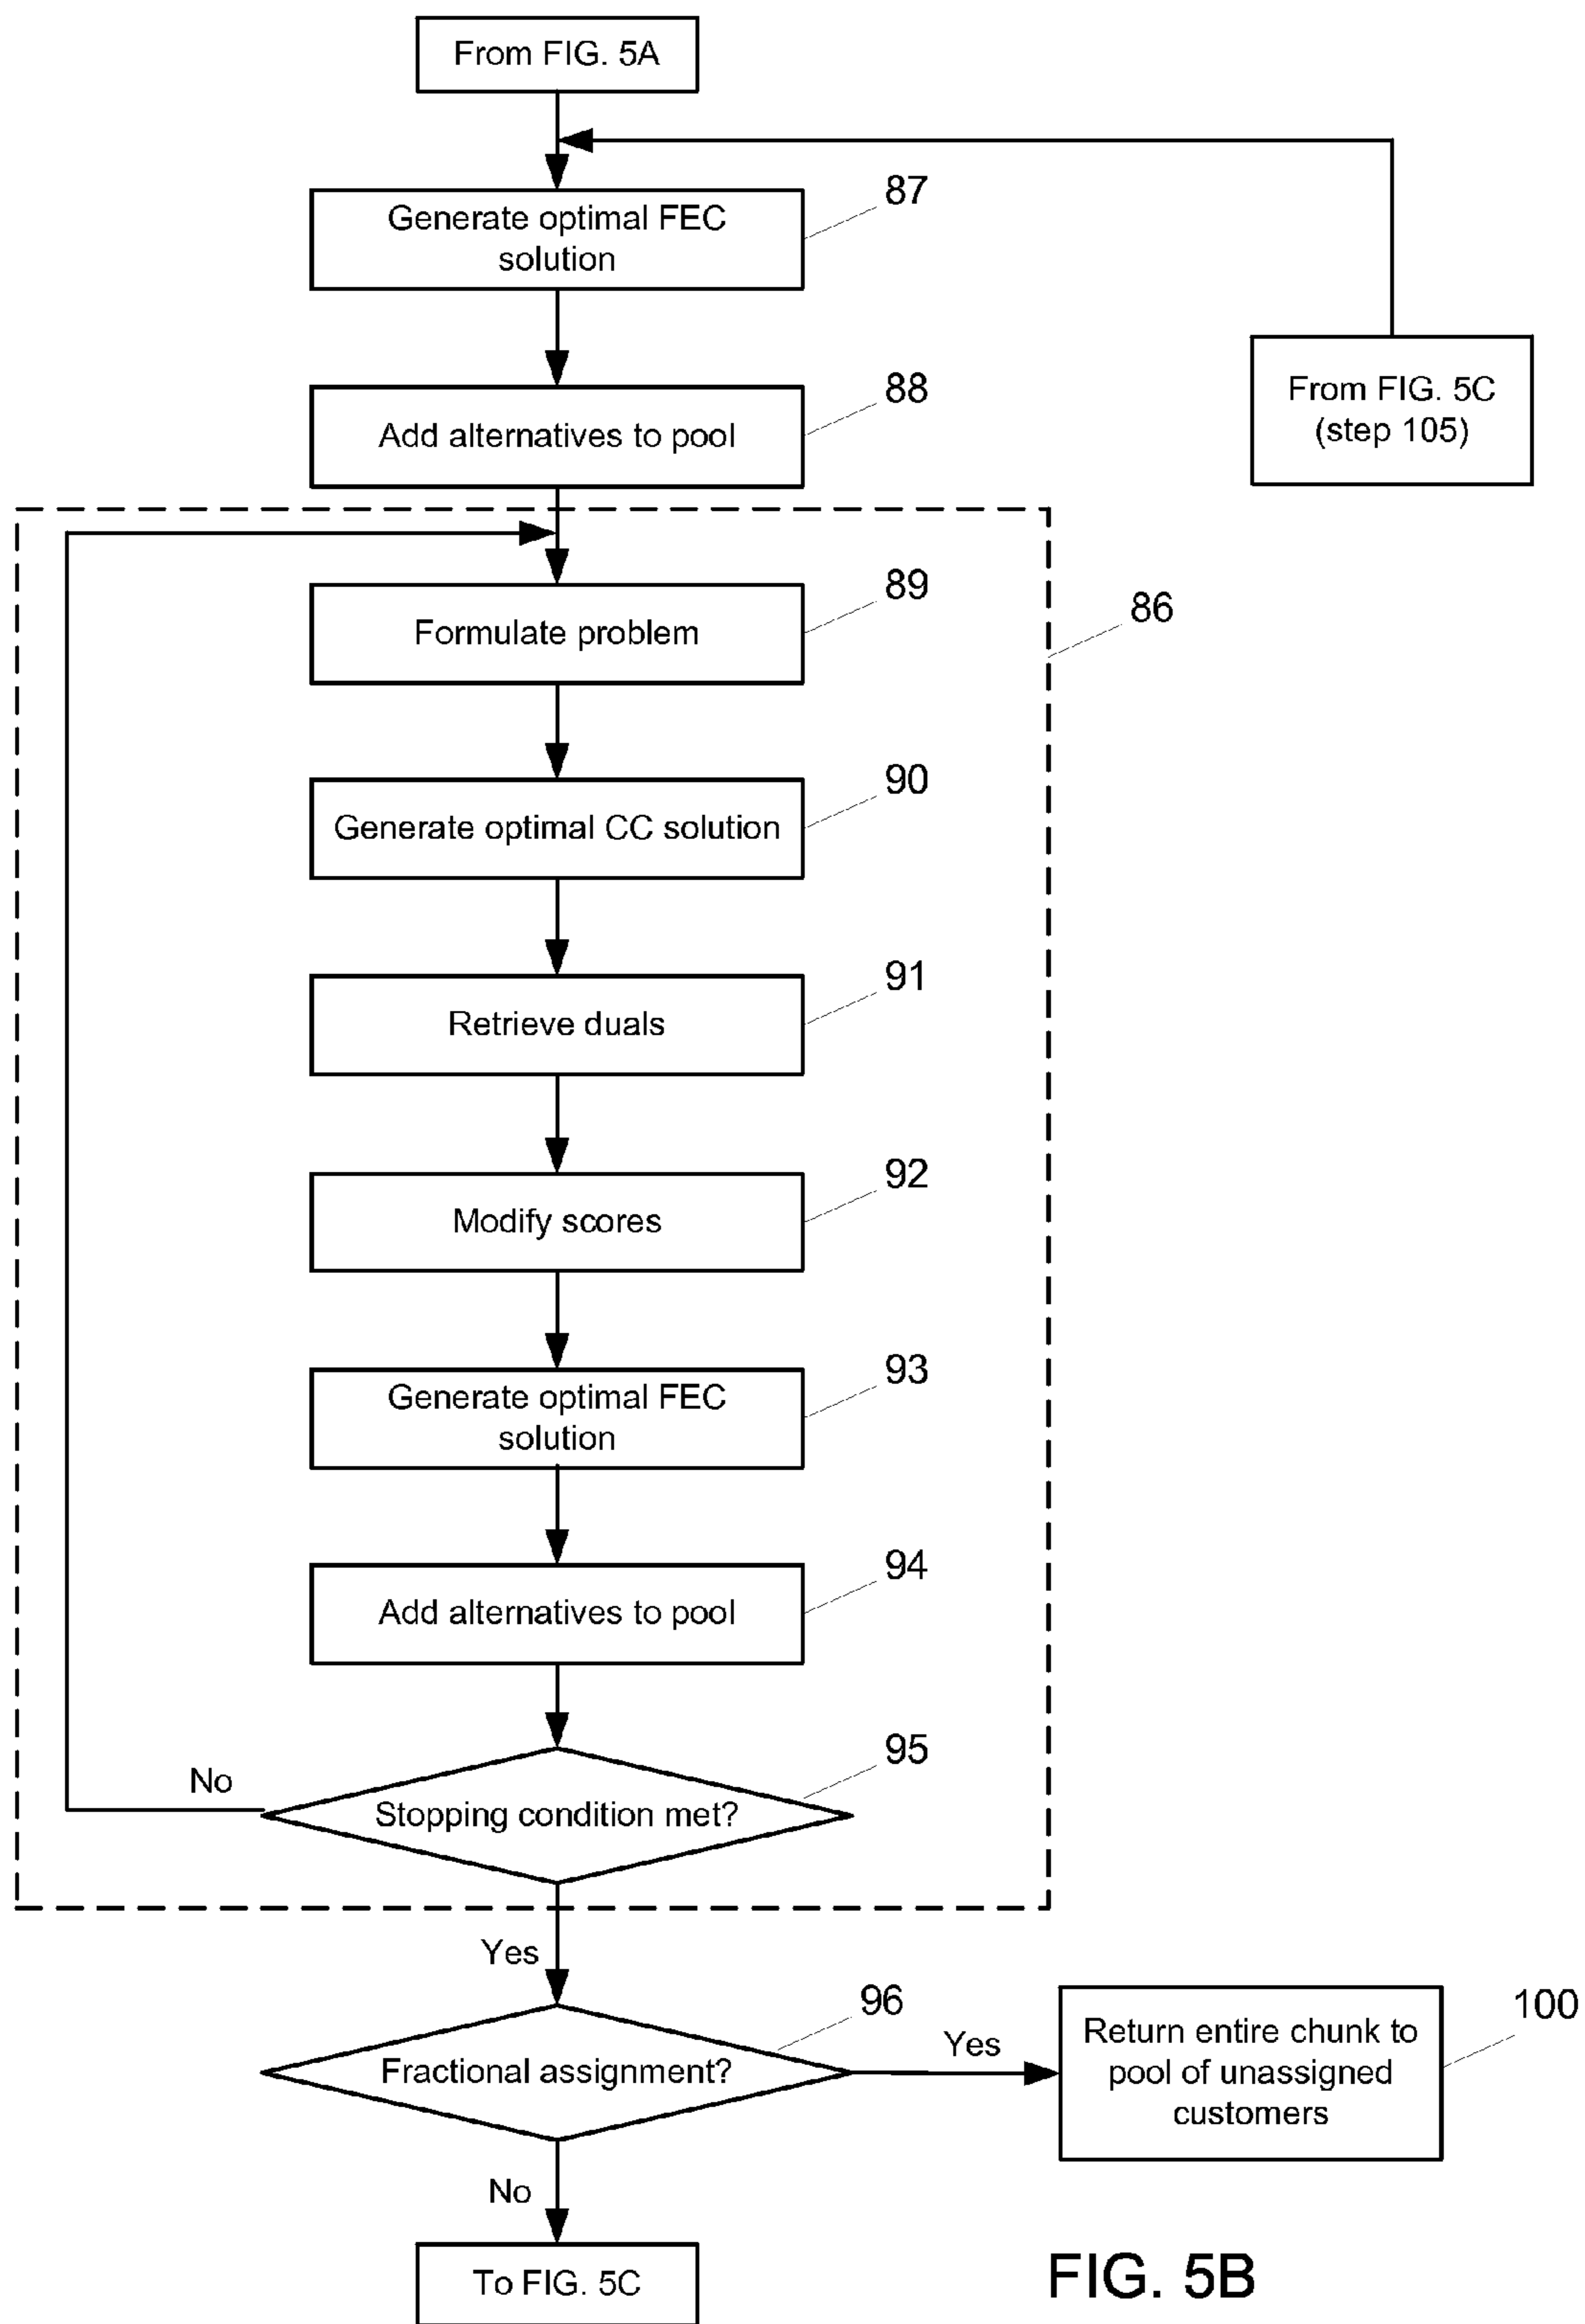 From FIG. 5A
87
Generate optimal FEC
solution
88
Add alternatives to pool
From FIG. 5C
(step 105)
89
Formulate problem
86
90
Generate optimal CC solution
91
Retrieve duals
92
Modify scores
93
Generate optimal FEC
solution
94
Add alternatives to pool
95
No
Stopping condition met?
Yes
96
Fractional assignment?
Yes
100
Return entire chunk to
pool of unassigned
customers
No
To FIG. 5C
FIG. 5B